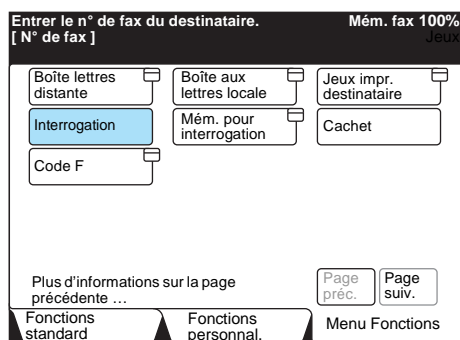 Entrer le n° de fax du destinataire. Mém. fax 100%
[ N° de fax ] Jeux
Boîte lettres
distante
Boîte aux
lettres locale
Jeux impr.
destinataire
Interrogation
Mém. pour
interrogation
Cachet
Code F
Plus d'informations sur la page
précédente …
Page
préc.
Page
suiv.
Fonctions
standard
Fonctions
personnal.
Menu Fonctions